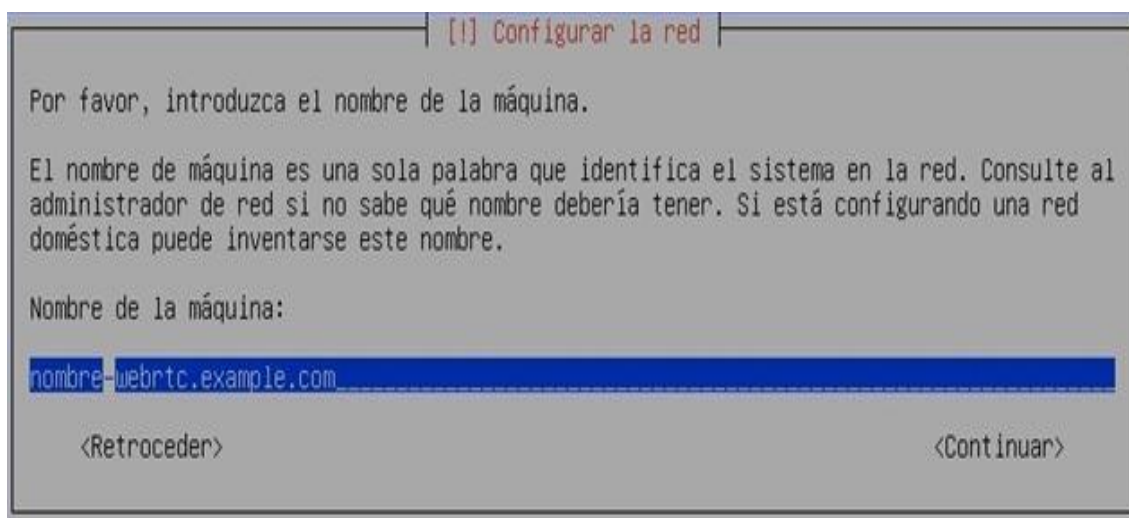 [!] Configurar la red
Por favor, introduzca el nombre de la máquina.
El nombre de máquina es una sola palabra que identifica el sistema en la red. Consulte al
administrador de red si no sabe qué nombre debería tener. Si está configurando una red
doméstica puede inventarse este nombre.
Nombre de la máquina:
nombre-webrtc.example.com
<Retroceder> <Continuar>